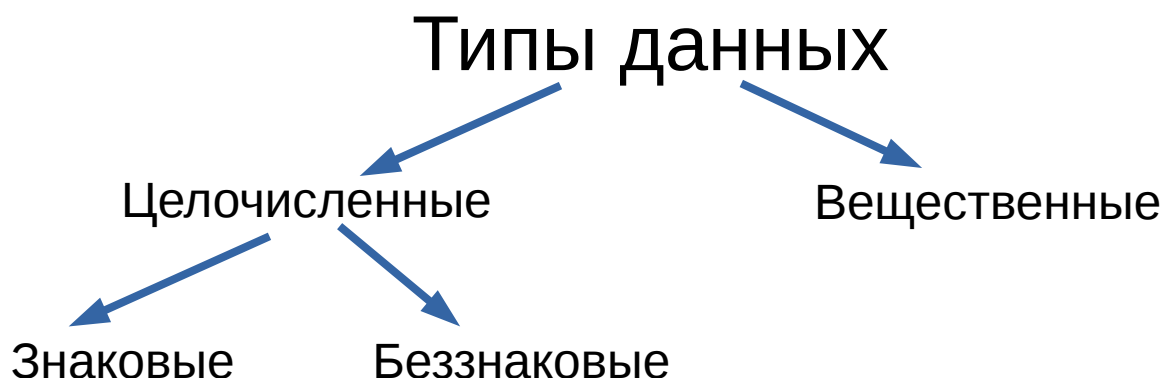 Типы данных
Целочисленные
Вещественные
Знаковые
Беззнаковые